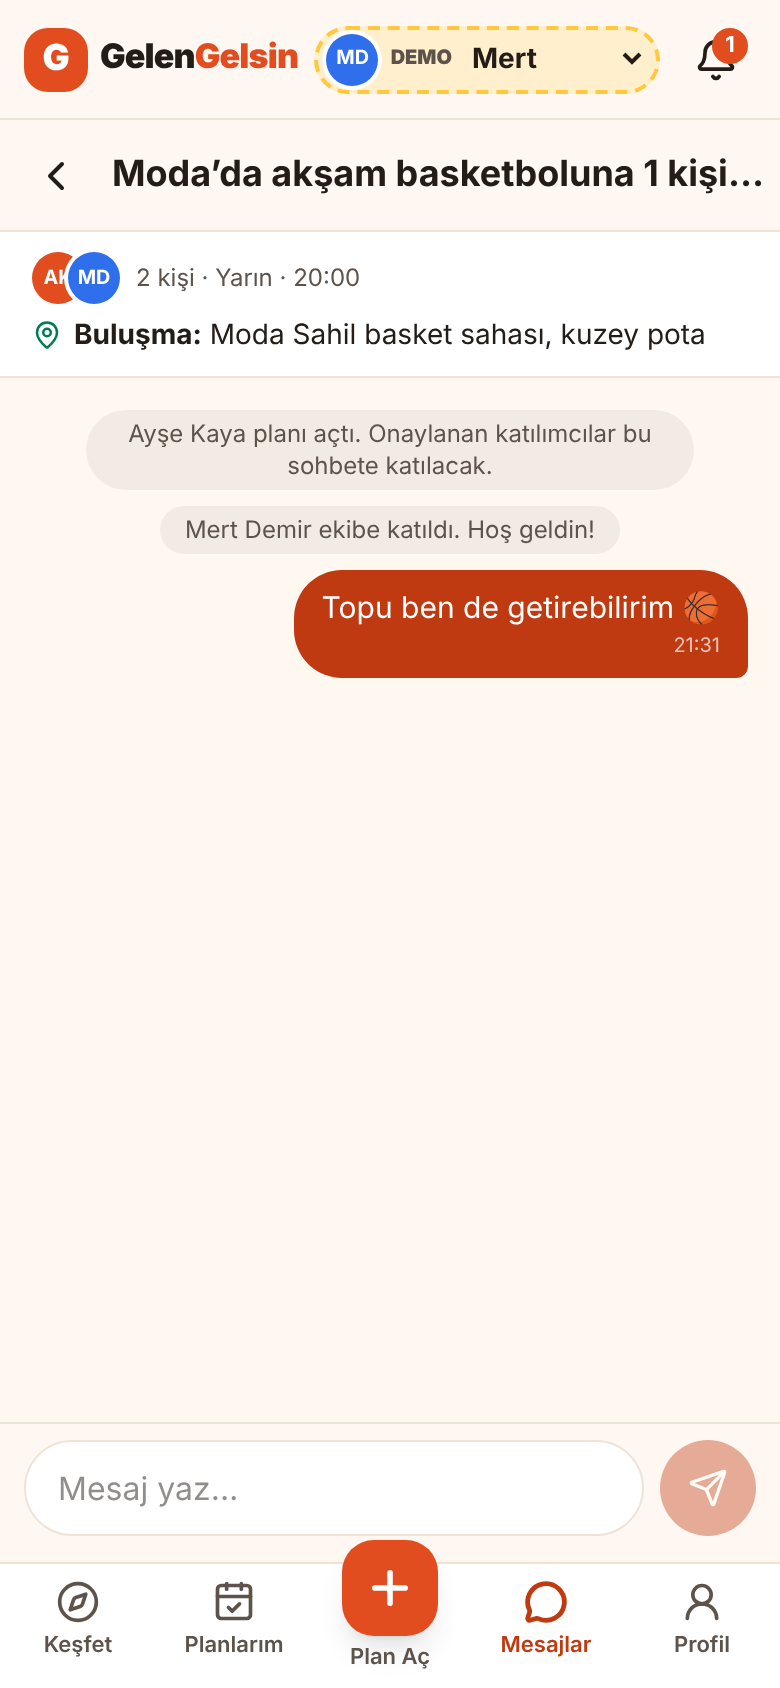 G GelenGelsin MD DEMO Mert 1
Moda’da akşam basketboluna 1 kişi...
AK MD 2 kişi · Yarın · 20:00
Buluşma: Moda Sahil basket sahası, kuzey pota
Ayşe Kaya planı açtı. Onaylanan katılımcılar bu
sohbete katılacak.
Mert Demir ekibe katıldı. Hoş geldin!
Topu ben de getirebilirim 🏀
21:31
Mesaj yaz...
Keşfet Planlarım Plan Aç Mesajlar Profil